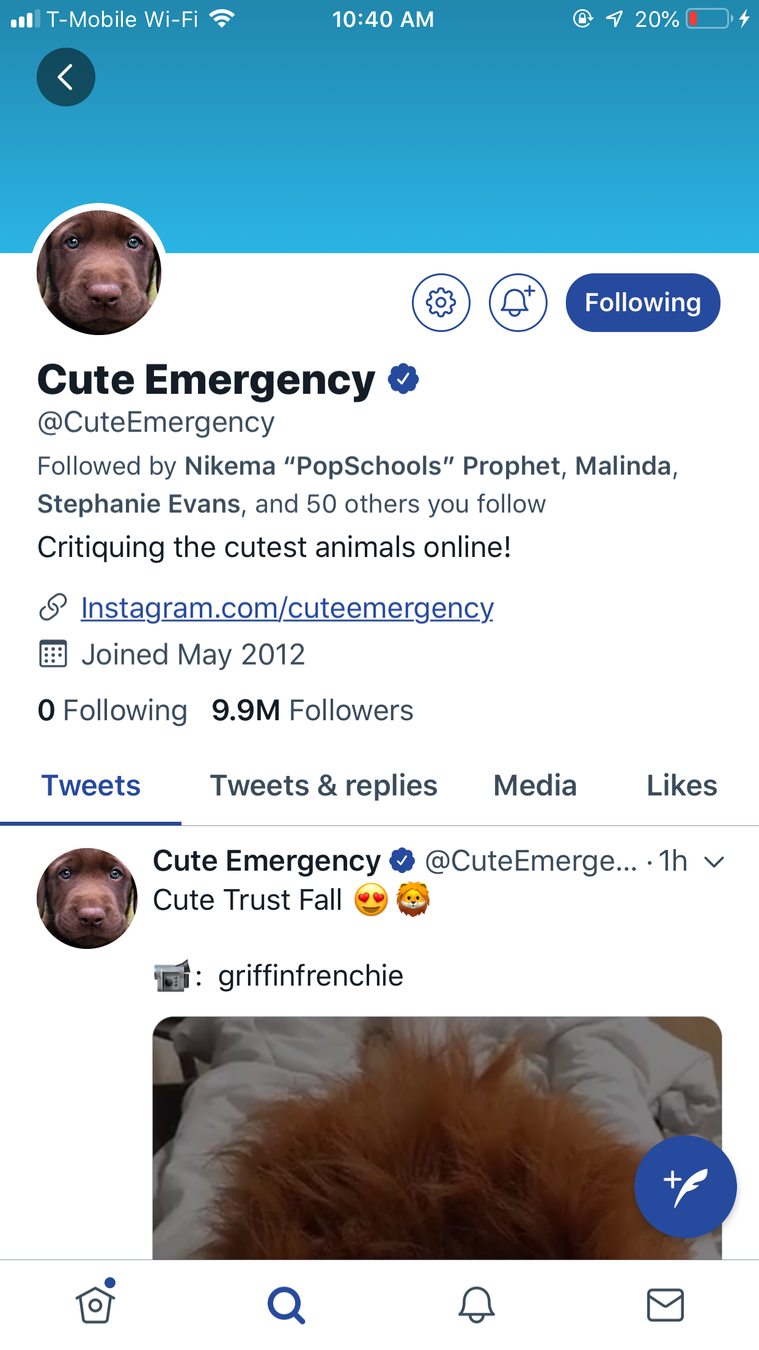 T-Mobile Wi-Fi 10:40 AM 20%
Following
Cute Emergency
@CuteEmergency
Followed by Nikema “PopSchools” Prophet, Malinda,
Stephanie Evans, and 50 others you follow
Critiquing the cutest animals online!
Instagram.com/cuteemergency
Joined May 2012
0 Following 9.9M Followers
Tweets Tweets & replies Media Likes
Cute Emergency @CuteEmerge... · 1h
Cute Trust Fall 😍🦁
📹: griffinfrenchie